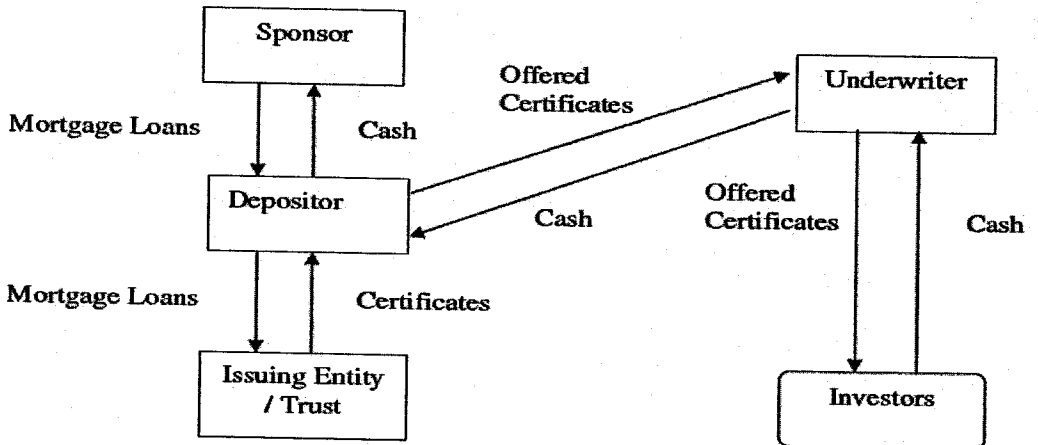 Sponsor
Offered
Certificates
Underwriter
Mortgage Loans
Cash
Depositor
Offered
Certificates
Cash
Cash
Mortgage Loans
Certificates
Issuing Entity
/ Trust
Investors